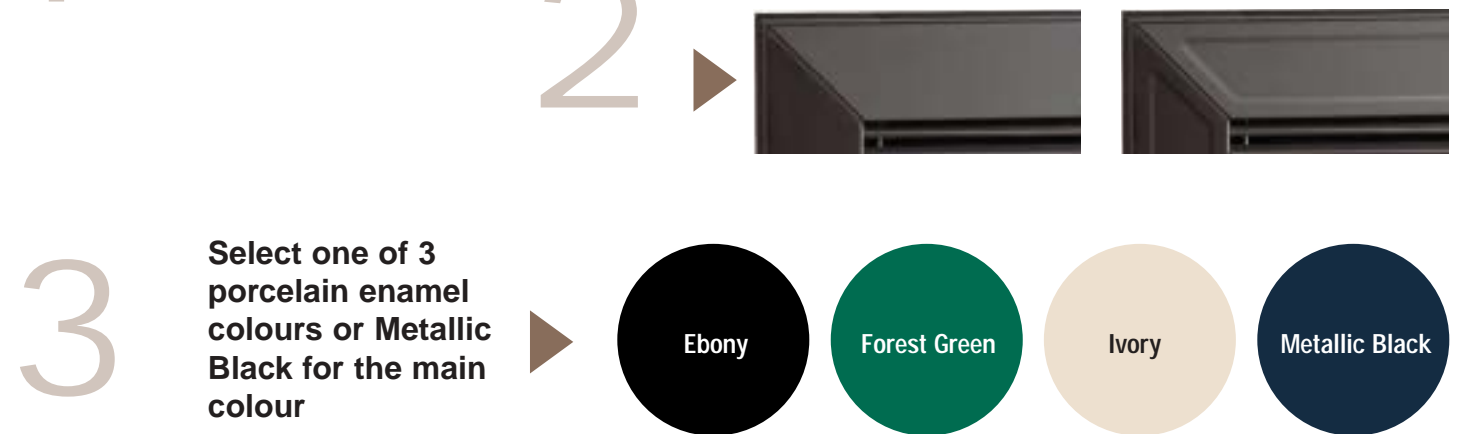 2
3
Select one of 3
porcelain enamel
colours or Metallic
Black for the main
colour
Ebony
Forest Green
Ivory
Metallic Black